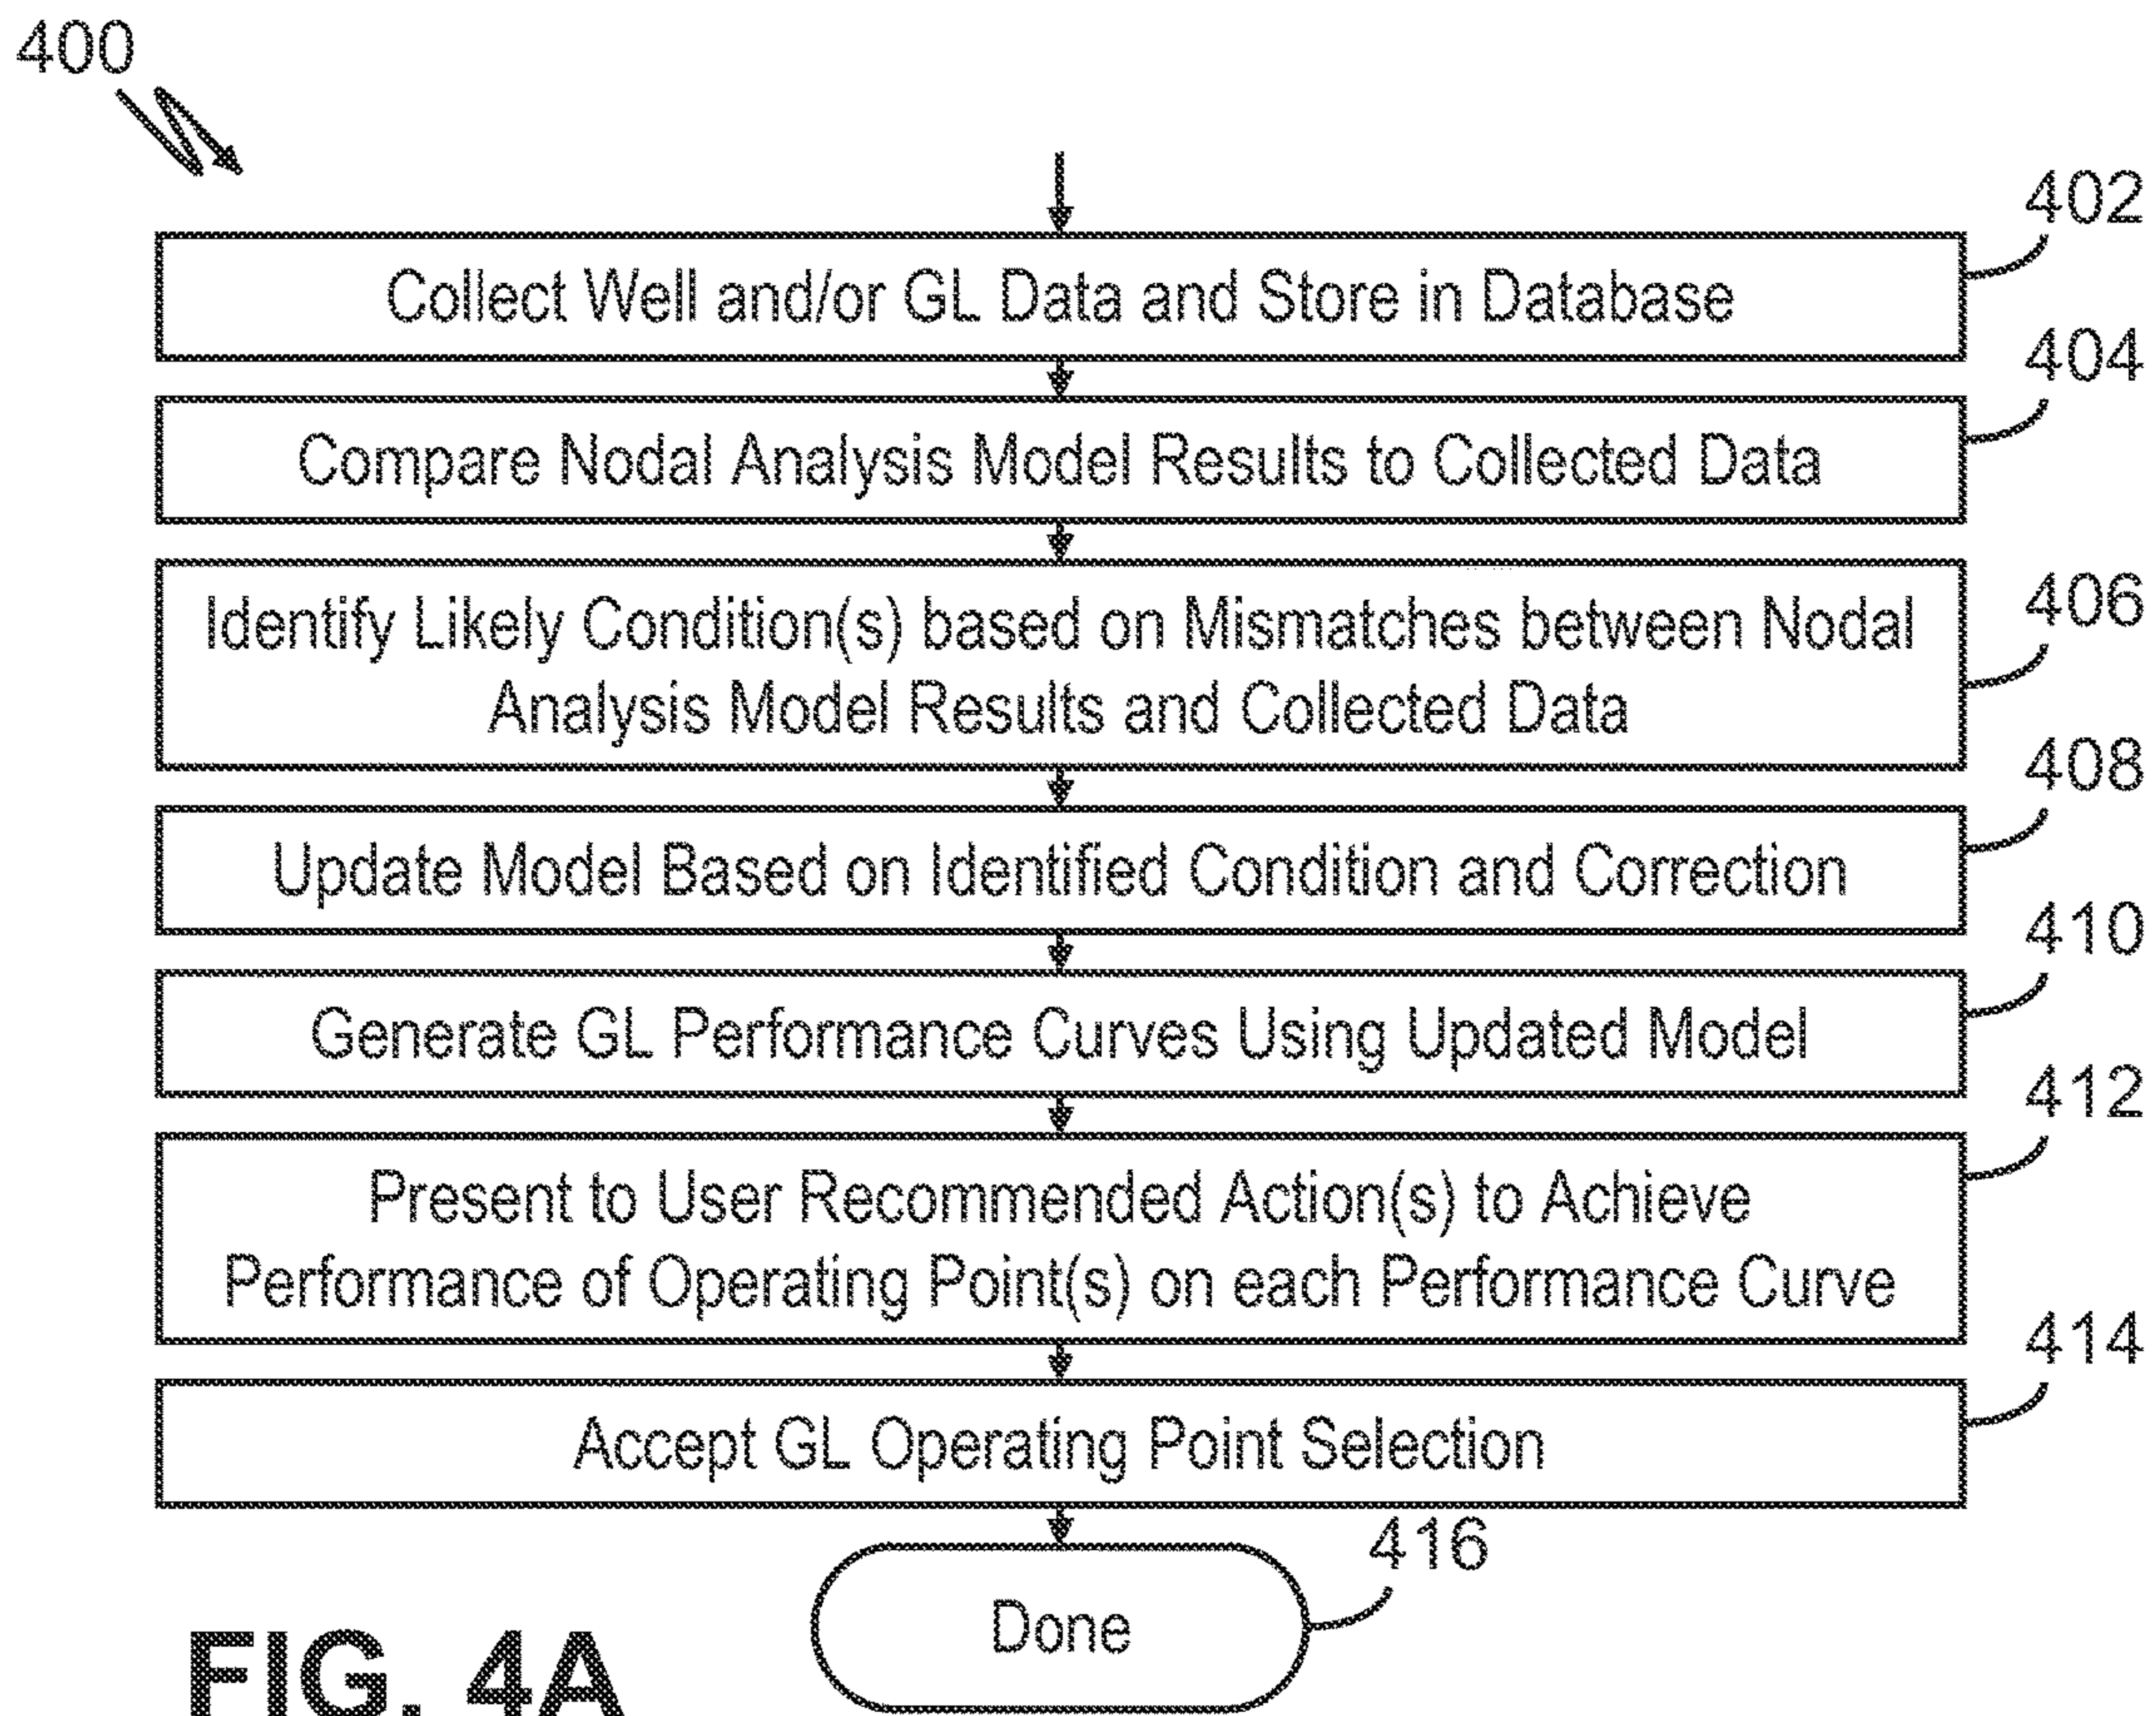 400
402
Collect Well and/or GL Data and Store in Database
404
Compare Nodal Analysis Model Results to Collected Data
406
Identify Likely Condition(s) based on Mismatches between Nodal
Analysis Model Results and Collected Data
408
Update Model Based on Identified Condition and Correction
410
Generate GL Performance Curves Using Updated Model
412
Present to User Recommended Action(s) to Achieve
Performance of Operating Point(s) on each Performance Curve
414
Accept GL Operating Point Selection
416
Done
FIG. 4A